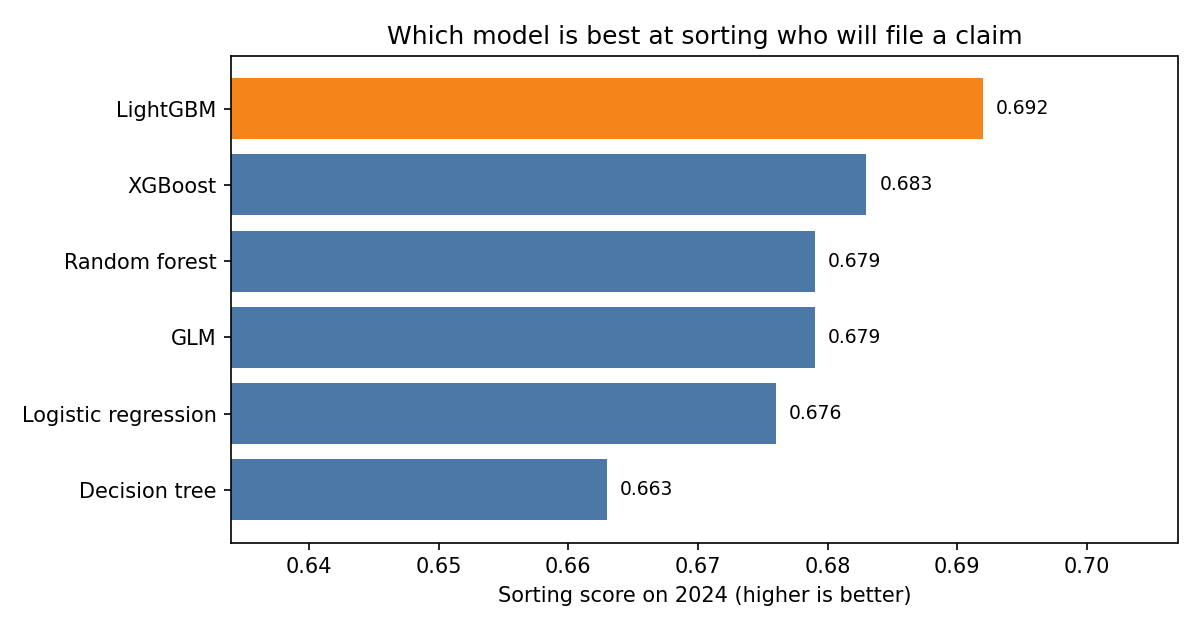 Which model is best at sorting who will file a claim
LightGBM
0.692
XGBoost
0.683
Random forest
0.679
GLM
0.679
Logistic regression
0.676
Decision tree
0.663
0.64 0.65 0.66 0.67 0.68 0.69 0.70
Sorting score on 2024 (higher is better)